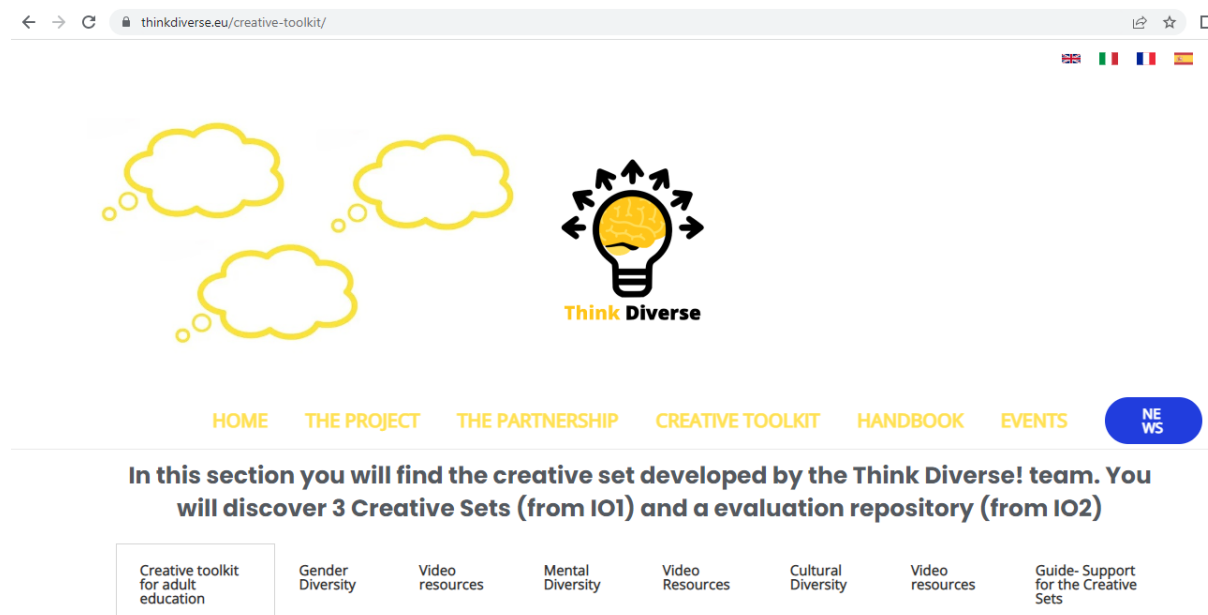 thinkdiverse.eu/creative-toolkit/
Think Diverse
HOME THE PROJECT THE PARTNERSHIP CREATIVE TOOLKIT HANDBOOK EVENTS NE
WS
In this section you will find the creative set developed by the Think Diverse! team. You
will discover 3 Creative Sets (from IO1) and a evaluation repository (from IO2)
Creative toolkit
for adult
education
Gender
Diversity
Video
resources
Mental
Diversity
Video
Resources
Cultural
Diversity
Video
resources
Guide- Support
for the Creative
Sets